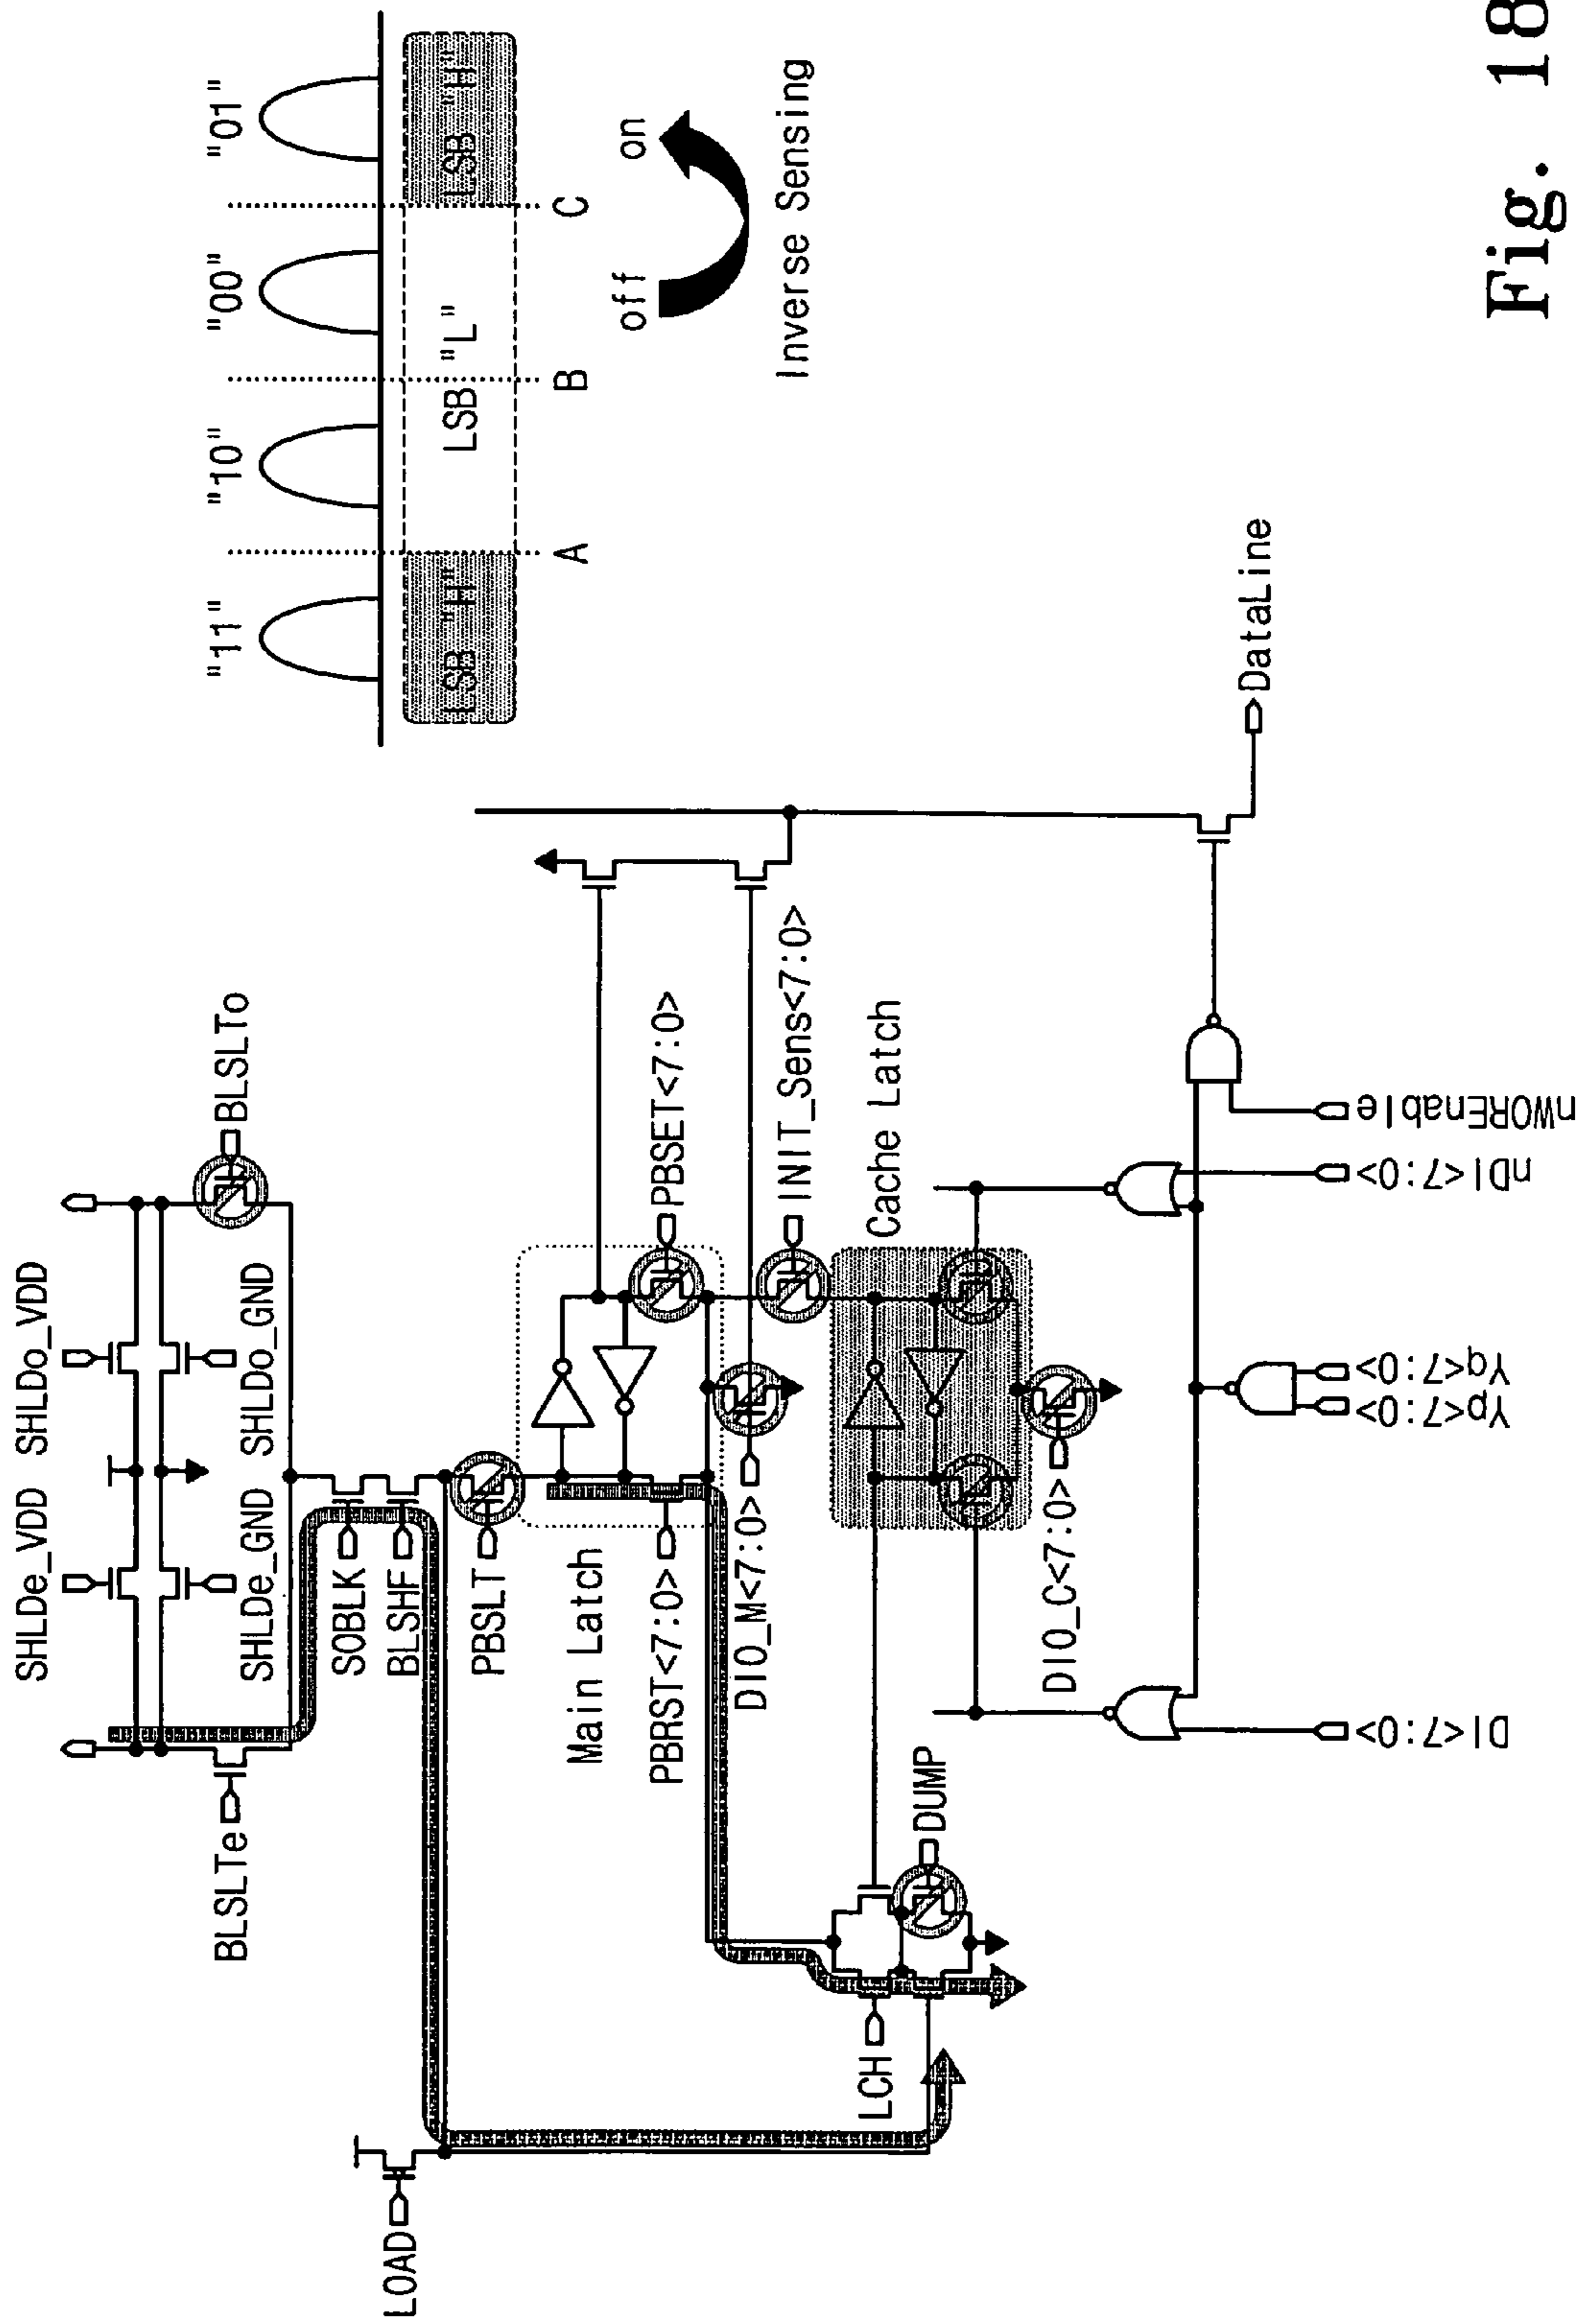 "11"
"10"
"00"
"01"
LSB "H"
LSB "L"
LSB "H"
A
B
C
off
on
Inverse Sensing
SHLDe_VDD
SHLDo_VDD
SHLDe_GND
SHLDo_GND
BLSLTe
BLSLTo
SOBLK
BLSHF
LOAD
PBSLT
Main Latch
PBSET<7:0>
PBRST<7:0>
DIO_M<7:0>
INIT_Sens<7:0>
Cache Latch
LCH
DUMP
DIO_C<7:0>
DataLine
DI<7:0>
Yp<7:0>
Yq<7:0>
nDI<7:0>
nWOREnable
Fig. 18